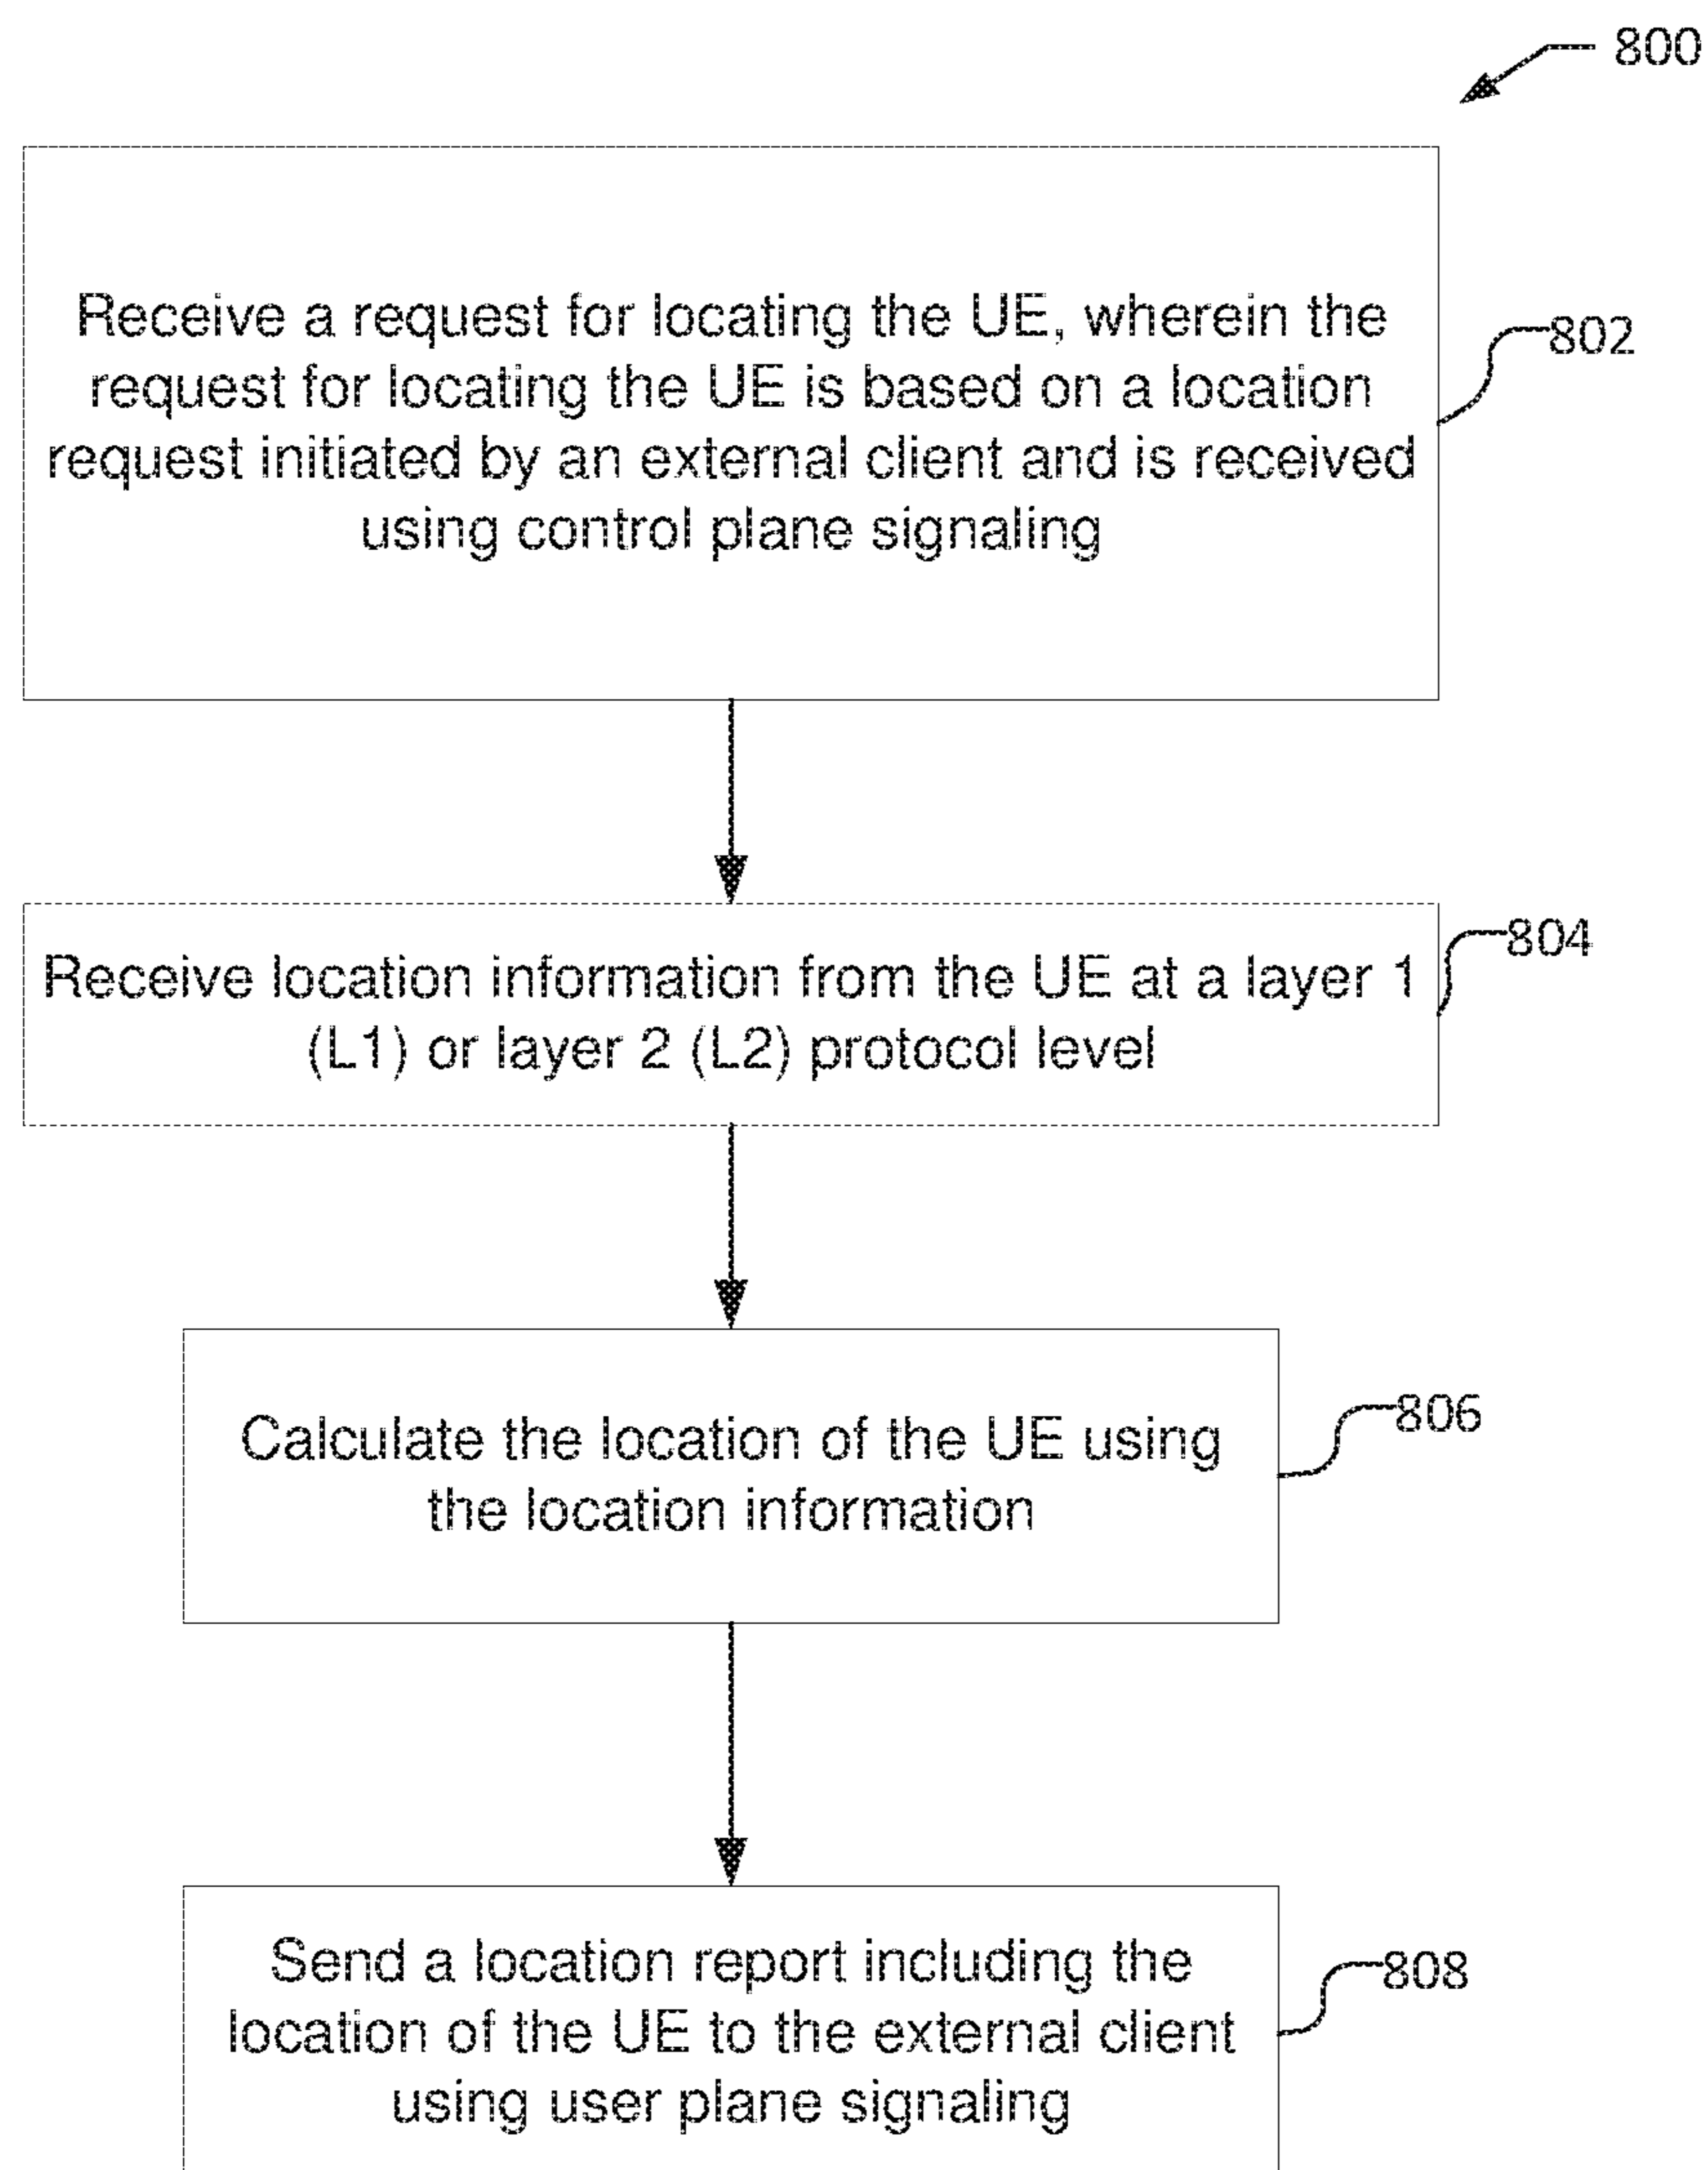 800
Receive a request for locating the UE, wherein the
request for locating the UE is based on a location
request initiated by an external client and is received
using control plane signaling
802
Receive location information from the UE at a layer 1
(L1) or layer 2 (L2) protocol level
804
Calculate the location of the UE using
the location information
806
Send a location report including the
location of the UE to the external client
using user plane signaling
808